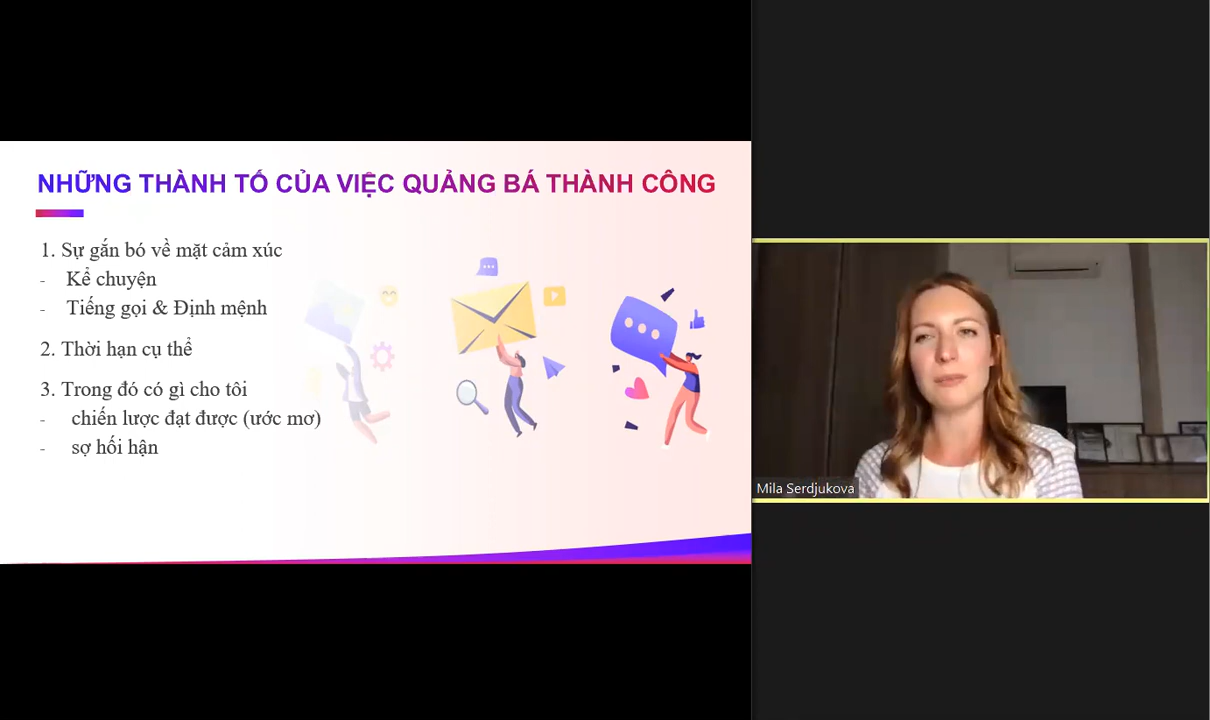 NHỮNG THÀNH TỐ CỦA VIỆC QUẢNG BÁ THÀNH CÔNG
1. Sự gắn bó về mặt cảm xúc
- Kể chuyện
- Tiếng gọi & Định mệnh
2. Thời hạn cụ thể
3. Trong đó có gì cho tôi
- chiến lược đạt được (ước mơ)
- sợ hối hận
Mila Serdjukova